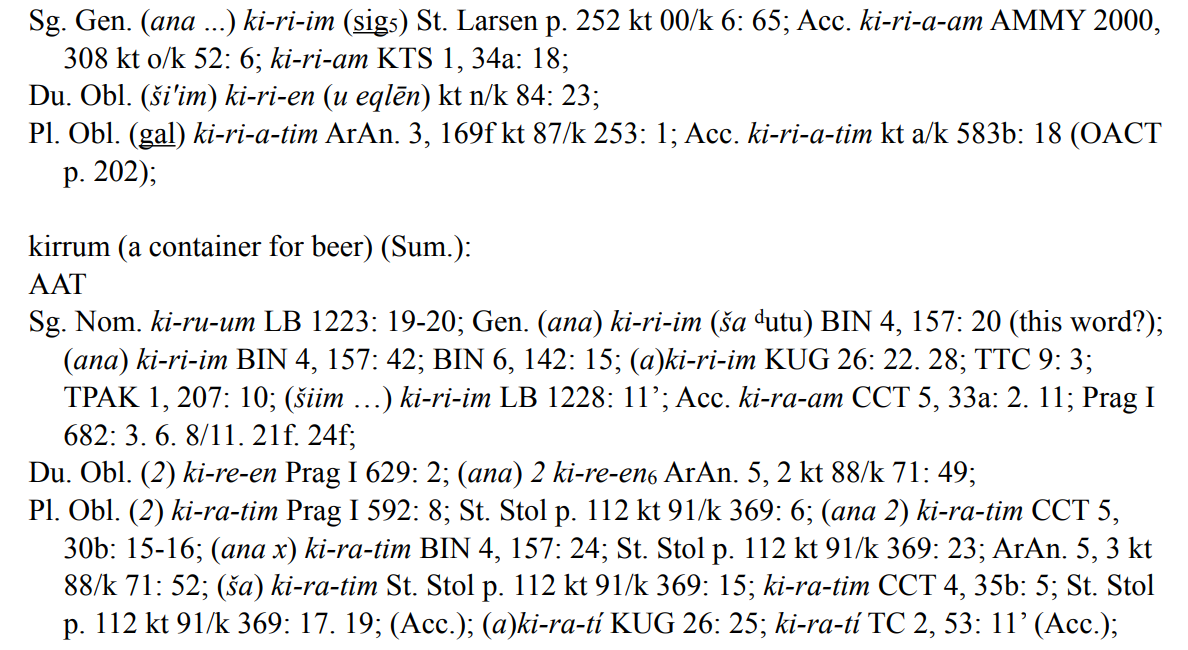 Sg. Gen. (ana ...) ki-ri-im (sig₅) St. Larsen p. 252 kt 00/k 6: 65; Acc. ki-ri-a-am AMMY 2000,
308 kt o/k 52: 6; ki-ri-am KTS 1, 34a: 18;
Du. Obl. (ši'im) ki-ri-en (u eqlēn) kt n/k 84: 23;
Pl. Obl. (gal) ki-ri-a-tim ArAn. 3, 169f kt 87/k 253: 1; Acc. ki-ri-a-tim kt a/k 583b: 18 (OACT
p. 202);
kirrum (a container for beer) (Sum.):
AAT
Sg. Nom. ki-ru-um LB 1223: 19-20; Gen. (ana) ki-ri-im (ša ᵈutu) BIN 4, 157: 20 (this word?);
(ana) ki-ri-im BIN 4, 157: 42; BIN 6, 142: 15; (a)ki-ri-im KUG 26: 22. 28; TTC 9: 3;
TPAK 1, 207: 10; (šiim …) ki-ri-im LB 1228: 11’; Acc. ki-ra-am CCT 5, 33a: 2. 11; Prag I
682: 3. 6. 8/11. 21f. 24f;
Du. Obl. (2) ki-re-en Prag I 629: 2; (ana) 2 ki-re-en₆ ArAn. 5, 2 kt 88/k 71: 49;
Pl. Obl. (2) ki-ra-tim Prag I 592: 8; St. Stol p. 112 kt 91/k 369: 6; (ana 2) ki-ra-tim CCT 5,
30b: 15-16; (ana x) ki-ra-tim BIN 4, 157: 24; St. Stol p. 112 kt 91/k 369: 23; ArAn. 5, 3 kt
88/k 71: 52; (ša) ki-ra-tim St. Stol p. 112 kt 91/k 369: 15; ki-ra-tim CCT 4, 35b: 5; St. Stol
p. 112 kt 91/k 369: 17. 19; (Acc.); (a)ki-ra-tí KUG 26: 25; ki-ra-tí TC 2, 53: 11’ (Acc.);